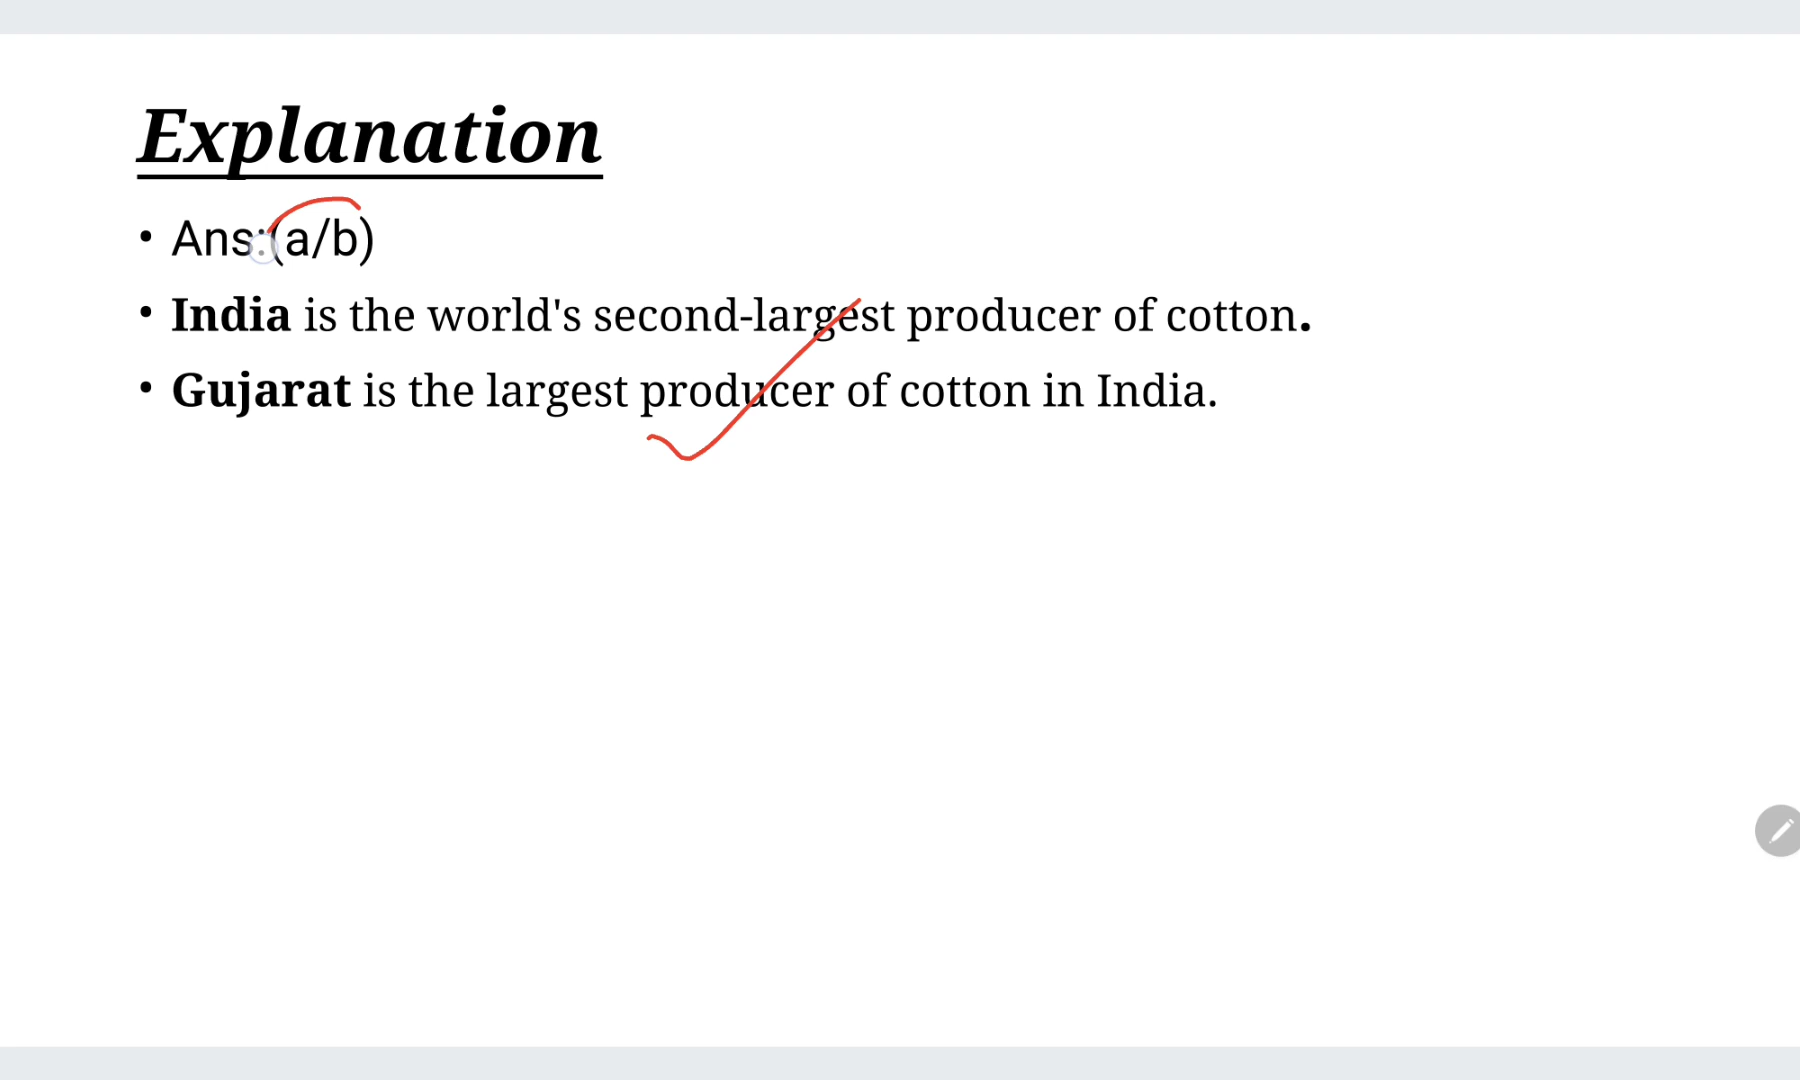 Explanation
• Ans:(a/b)
• India is the world's second-largest producer of cotton.
• Gujarat is the largest producer of cotton in India.